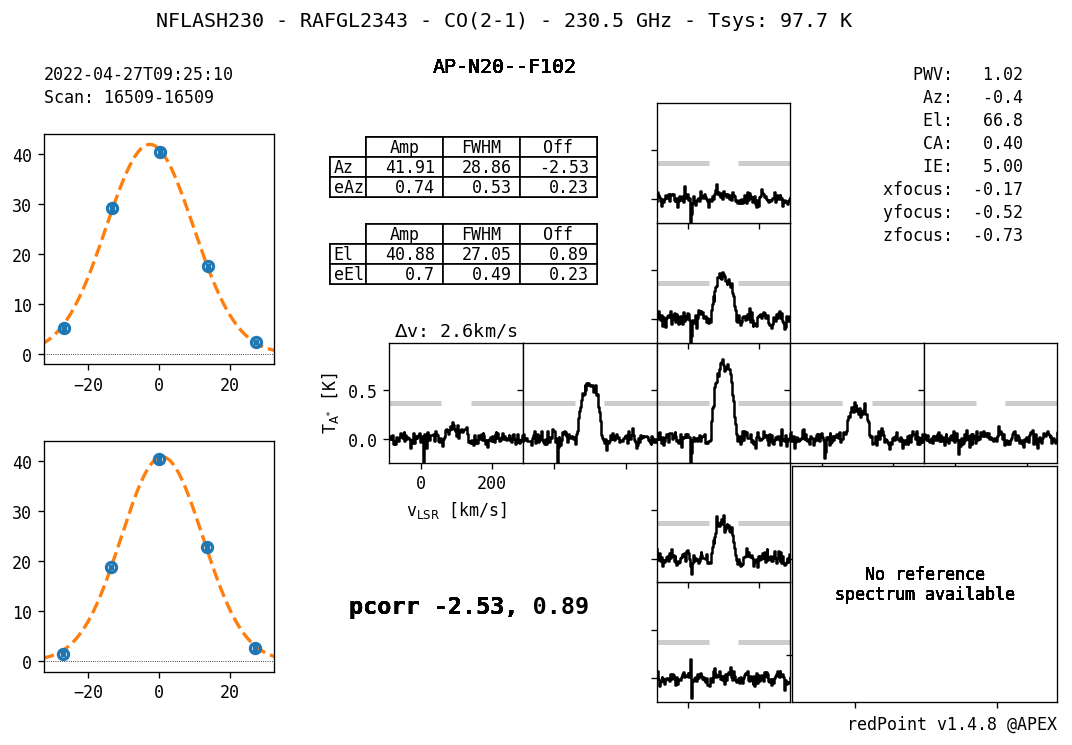 NFLASH230 - RAFGL2343 - CO(2-1) - 230.5 GHz - Tsys: 97.7 K
2022-04-27T09:25:10
Scan: 16509-16509
AP-N20--F102
PWV: 1.02
Az: -0.4
El: 66.8
CA: 0.40
IE: 5.00
xfocus: -0.17
yfocus: -0.52
zfocus: -0.73
40
30
20
10
0
−20 0 20
Amp FWHM Off
Az 41.91 28.86 -2.53
eAz 0.74 0.53 0.23
Amp FWHM Off
El 40.88 27.05 0.89
eEl 0.7 0.49 0.23
Δv: 2.6km/s
T_A* [K]
0.5
0.0
0 200
v_LSR [km/s]
40
30
20
10
0
−20 0 20
pcorr -2.53, 0.89
No reference
spectrum available
redPoint v1.4.8 @APEX